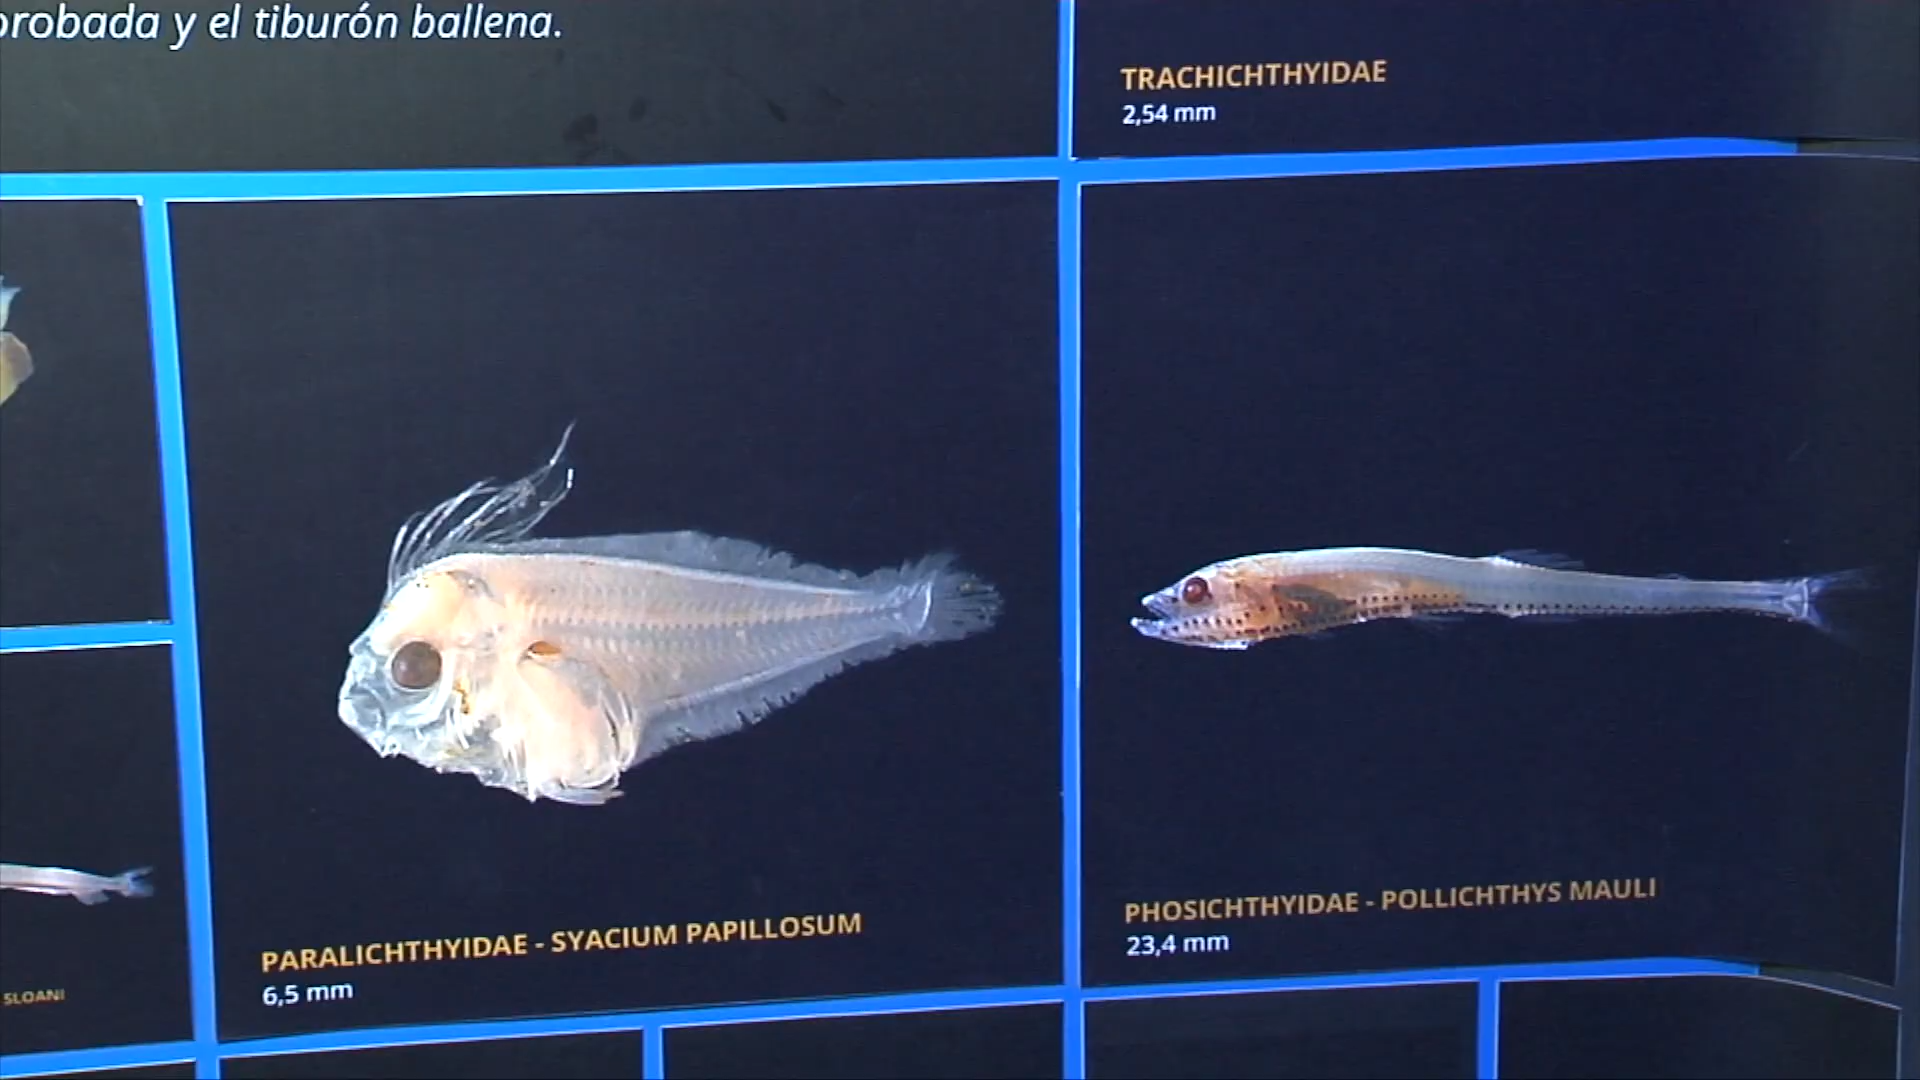 y el tiburón ballena.
TRACHICHTHYIDAE
2,54 mm
PARALICHTHYIDAE - SYACIUM PAPILLOSUM
6,5 mm
PHOSICHTHYIDAE - POLLICHTHYS MAULI
23,4 mm
SLOANI